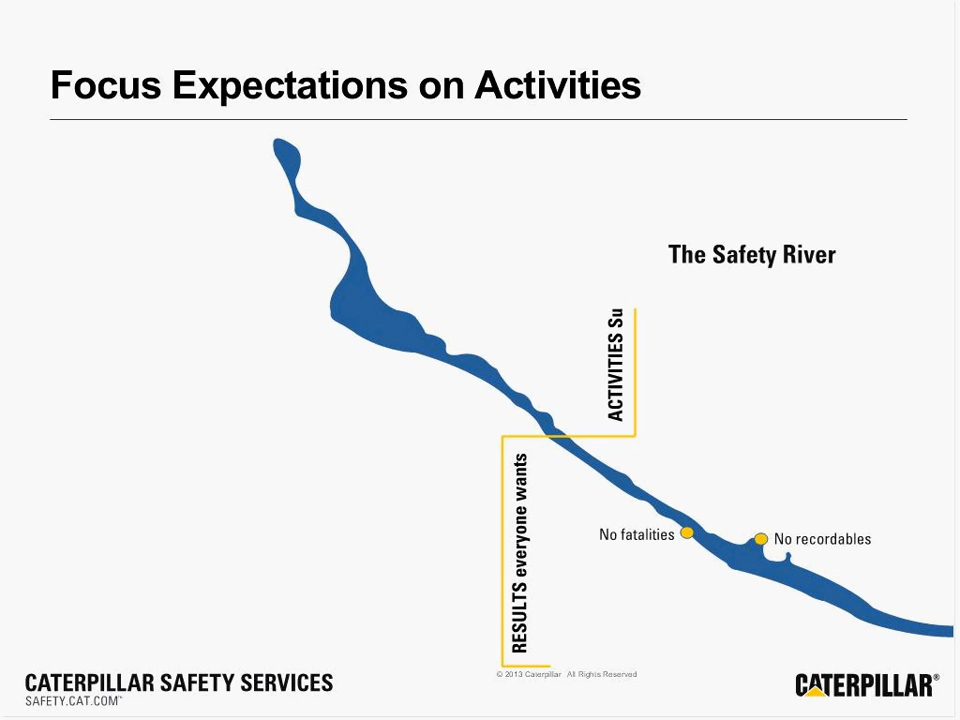 Focus Expectations on Activities
The Safety River
ACTIVITIES Su
RESULTS everyone wants
No fatalities
No recordables
© 2013 Caterpillar All Rights Reserved
CATERPILLAR SAFETY SERVICES
SAFETY.CAT.COM™
CATERPILLAR®